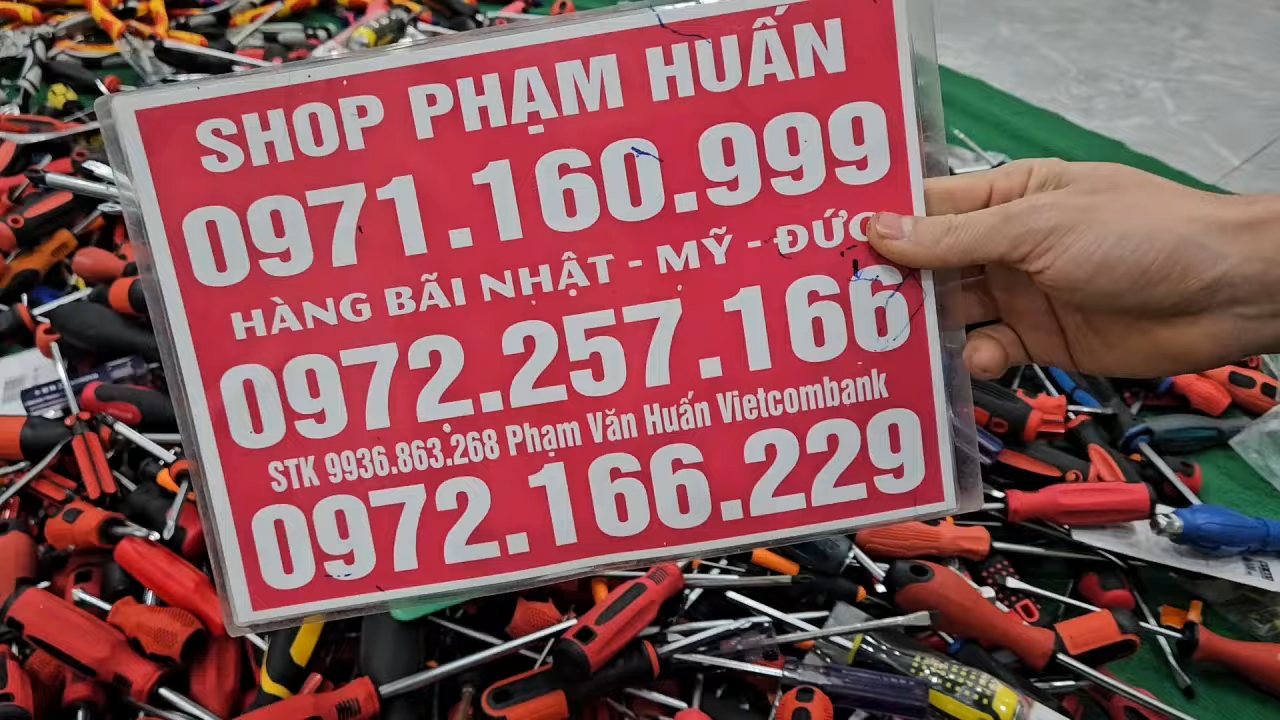 SHOP PHẠM HUẤN
0971.160.999
HÀNG BÃI NHẬT - MỸ - ĐỨC
0972.257.166
STK 9936.863.268 Phạm Văn Huấn Vietcombank
0972.166.229